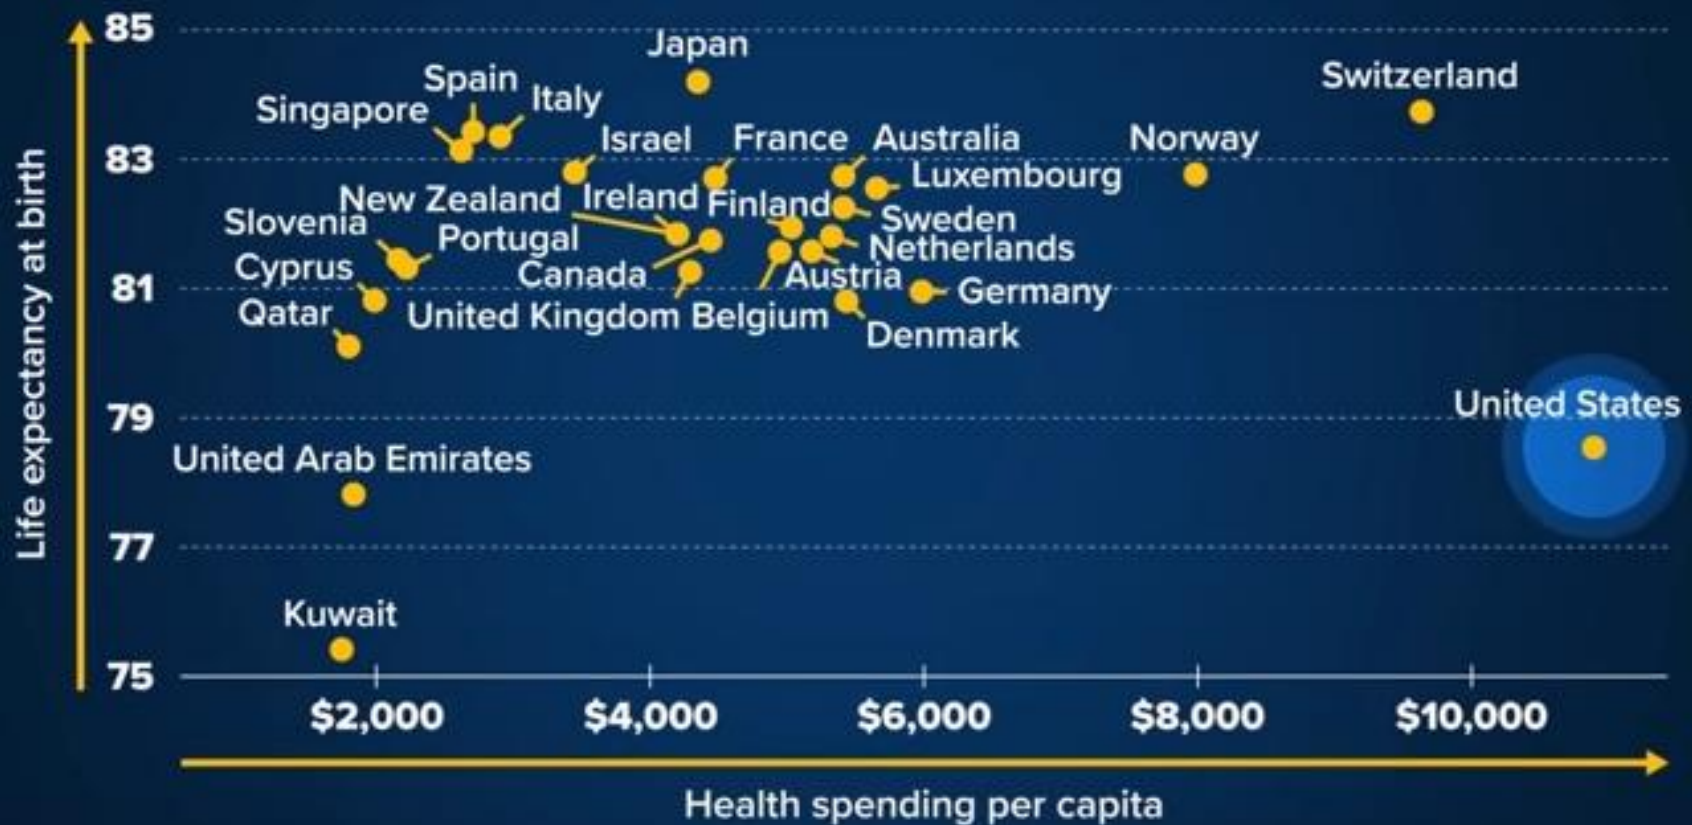 85
Japan
Switzerland
Spain
Italy
Singapore
Israel
France
Australia
Norway
83
Luxembourg
New Zealand
Ireland
Finland
Slovenia
Sweden
Portugal
Netherlands
Cyprus
Canada
Austria
81
Germany
Qatar
United Kingdom
Belgium
Denmark
79
United States
United Arab Emirates
77
Kuwait
75
$2,000
$4,000
$6,000
$8,000
$10,000
Life expectancy at birth
Health spending per capita